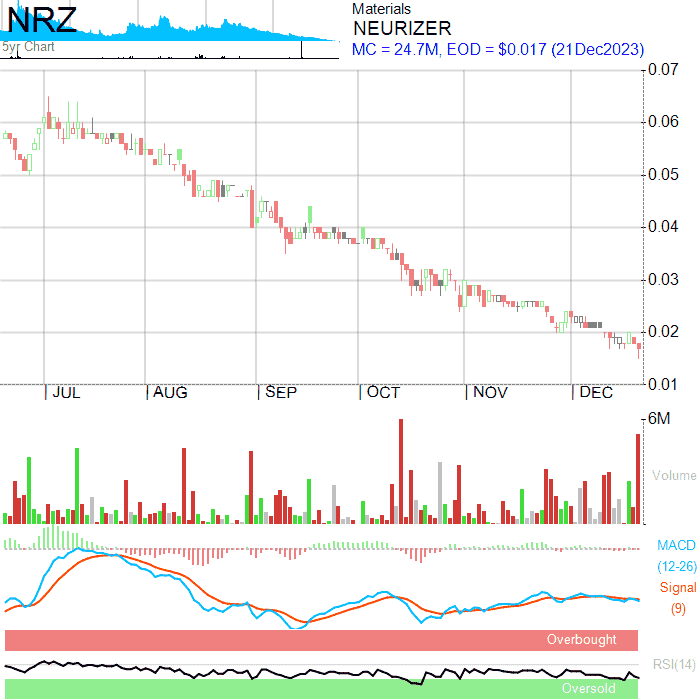 NRZ
5yr Chart
Materials
NEURIZER
MC = 24.7M, EOD = $0.017 (21Dec2023)
0.07
0.06
0.05
0.04
0.03
0.02
0.01
JUL AUG SEP OCT NOV DEC
6M
Volume
MACD
(12-26)
Signal
(9)
Overbought
RSI(14)
Oversold